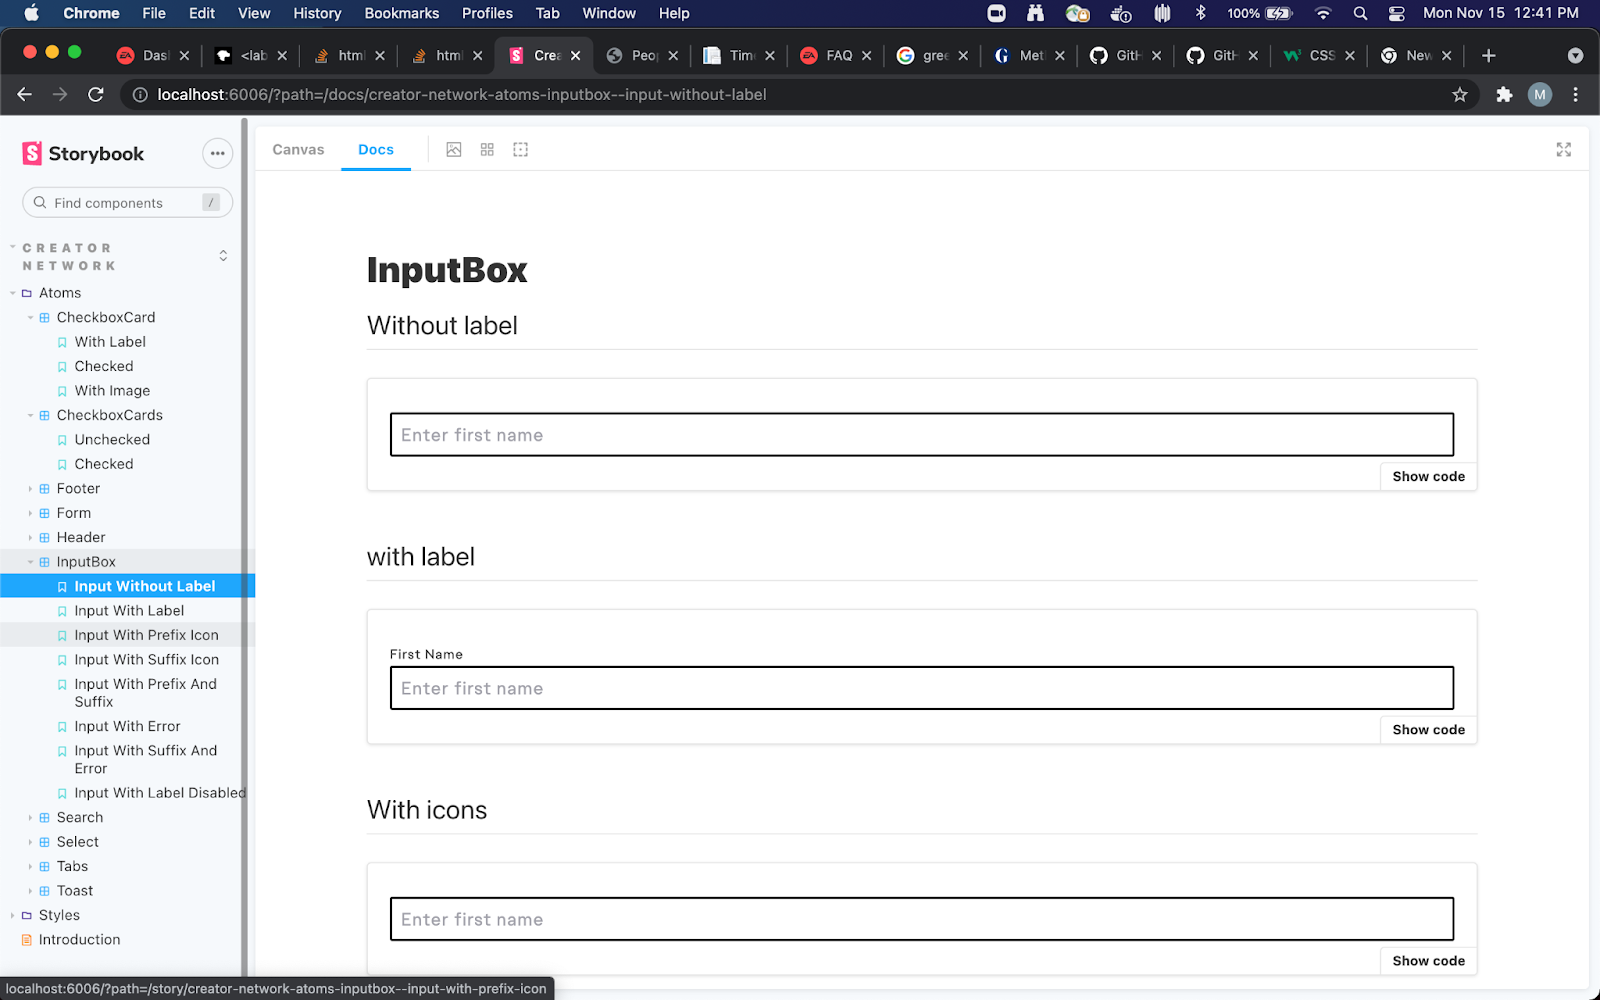 Chrome File Edit View History Bookmarks Profiles Tab Window Help 100% Mon Nov 15 12:41 PM
Das <lab html html Crea Peop Time FAQ gree Meti GitH GitH CSS New
localhost:6006/?path=/docs/creator-network-atoms-inputbox--input-without-label M
Storybook
Find components /
CREATOR
NETWORK
Atoms
CheckboxCard
With Label
Checked
With Image
CheckboxCards
Unchecked
Checked
Footer
Form
Header
InputBox
Input Without Label
Input With Label
Input With Prefix Icon
Input With Suffix Icon
Input With Prefix And
Suffix
Input With Error
Input With Suffix And
Error
Input With Label Disabled
Search
Select
Tabs
Toast
Styles
Introduction
localhost:6006/?path=/story/creator-network-atoms-inputbox--input-with-prefix-icon
Canvas Docs
InputBox
Without label
Enter first name
Show code
with label
First Name
Enter first name
Show code
With icons
Enter first name
Show code